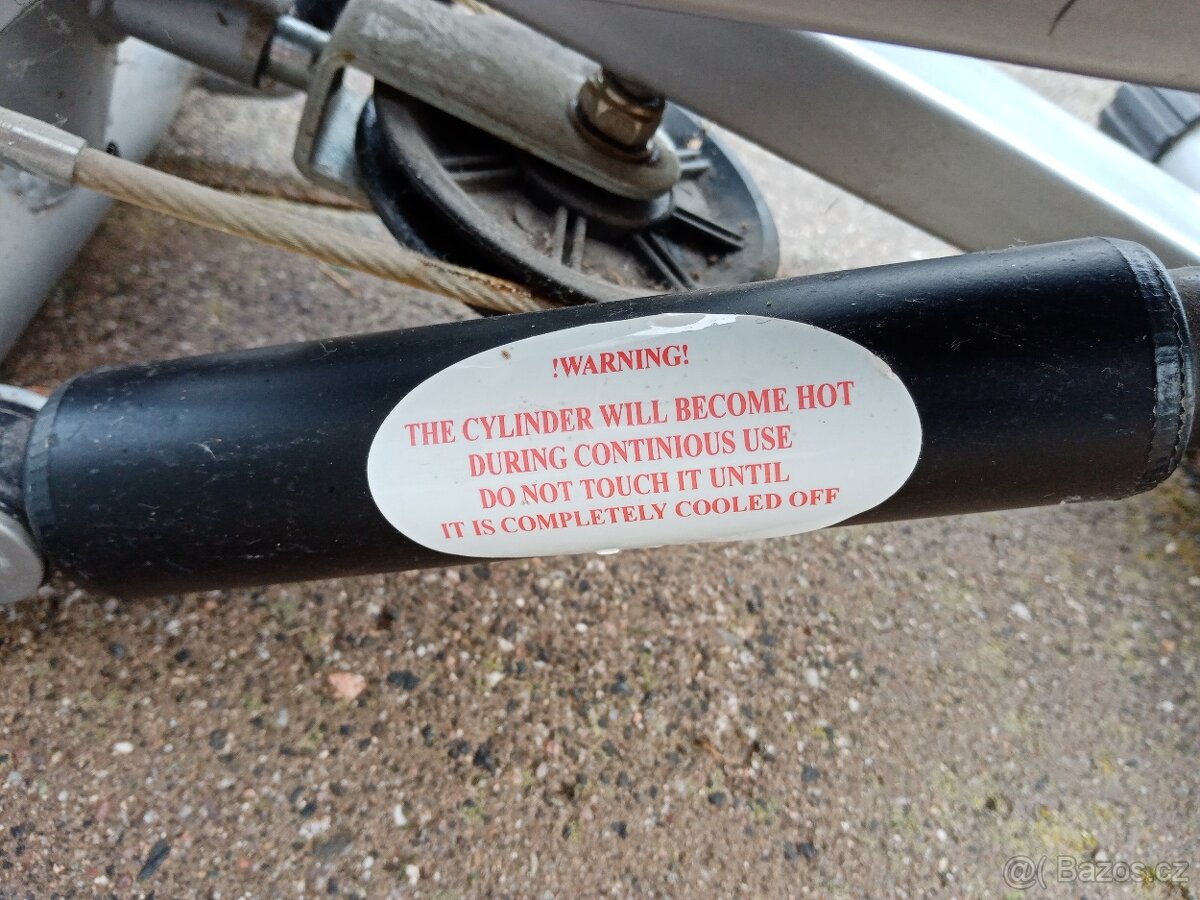 !WARNING!
THE CYLINDER WILL BECOME HOT
DURING CONTINIOUS USE
DO NOT TOUCH IT UNTIL
IT IS COMPLETELY COOLED OFF
@( Bazos.cz